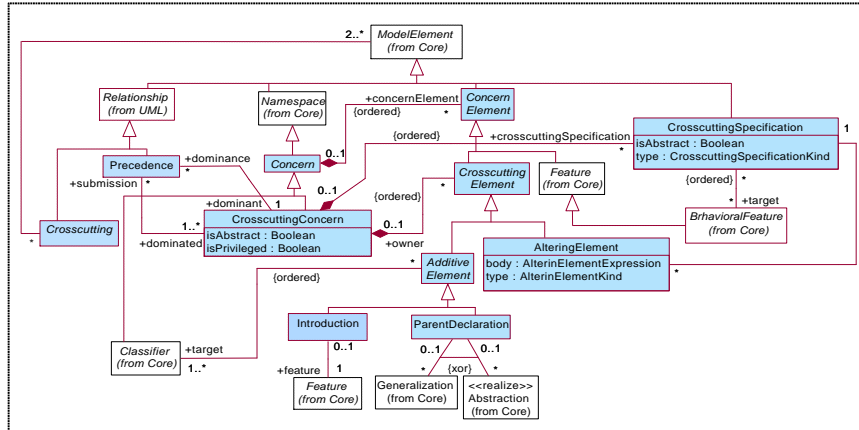 2..*
ModelElement
(from Core)
Relationship
(from UML)
Namespace
(from Core)
+concernElement
{ordered}
*
Concern
Element
{ordered}
+crosscuttingSpecification
*
CrosscuttingSpecification
isAbstract : Boolean
type : CrosscuttingSpecificationKind
1
Precedence
+dominance
*
+submission
*
Concern
0..1
0..1
Crosscutting
Element
Feature
(from Core)
{ordered}
*
+target
BrhavioralFeature
(from Core)
{ordered}
*
+dominant
1
Crosscutting
*
1..*
+dominated
CrosscuttingConcern
isAbstract : Boolean
isPrivileged : Boolean
0..1
+owner
AlteringElement
body : AlterinElementExpression
type : AlterinElementKind
*
*
{ordered}
Additive
Element
Introduction
ParentDeclaration
Classifier
(from Core)
+target
1..*
0..1
+feature
1
Feature
(from Core)
0..1
0..1
*
{xor}
*
Generalization
(from Core)
<<realize>>
Abstraction
(from Core)